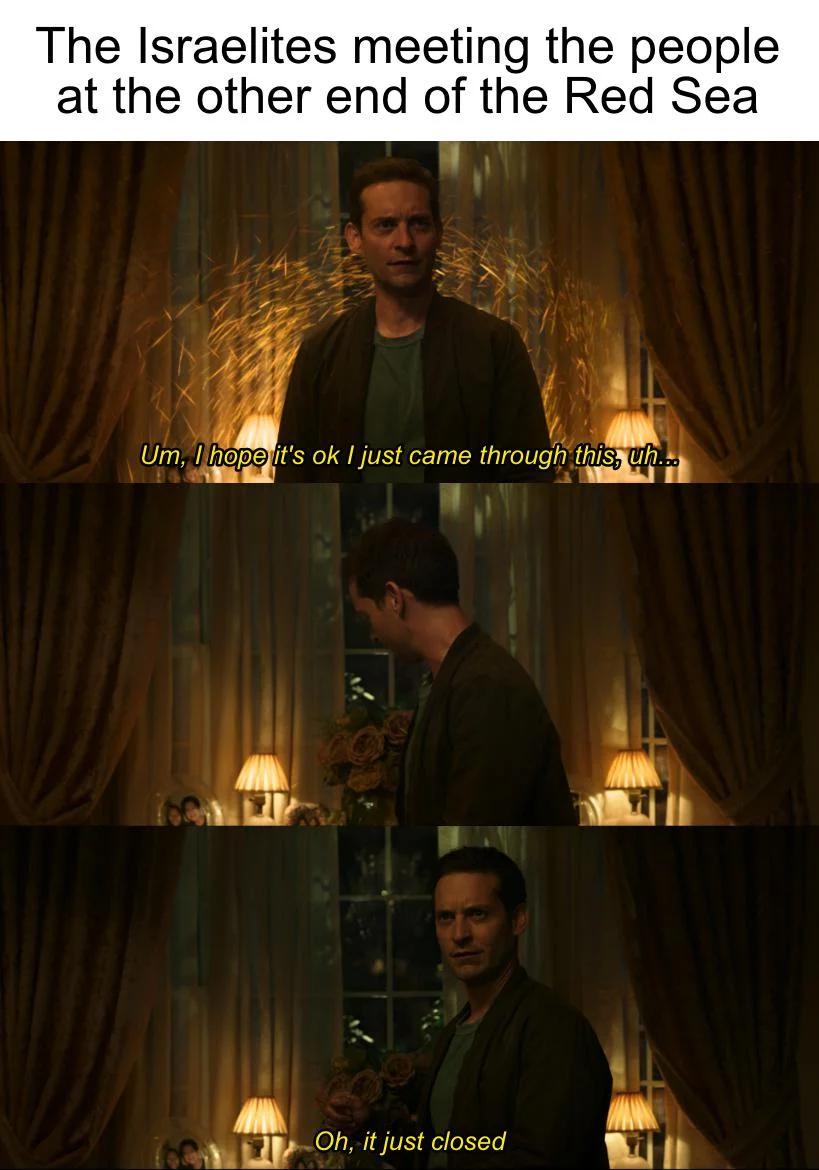 The Israelites meeting the people
at the other end of the Red Sea
Um, I hope it's ok I just came through this, uh...
Oh, it just closed